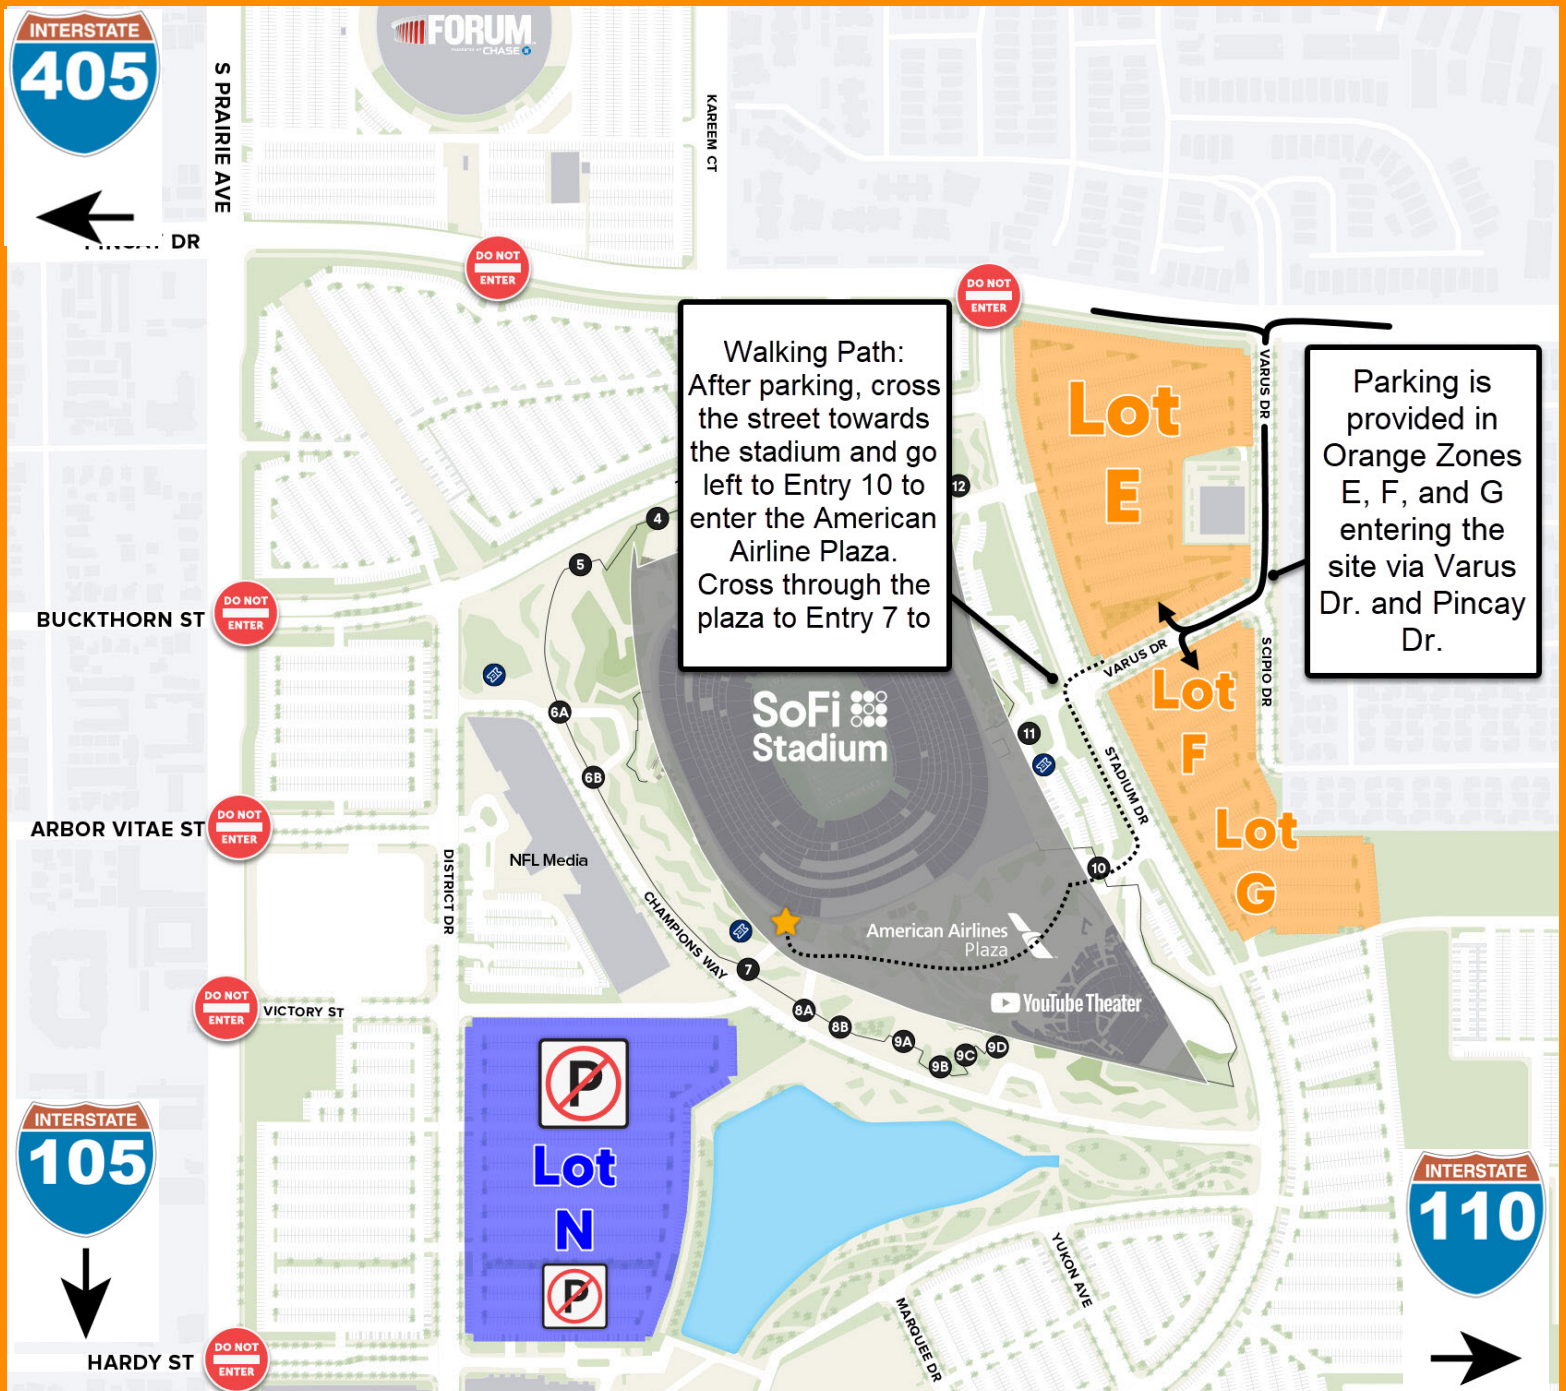 INTERSTATE
405
S PRAIRIE AVE
FORUM
PRESENTED BY CHASE
KAREEM CT
DR
DO NOT
ENTER
DO NOT
ENTER
Walking Path:
After parking, cross
the street towards
the stadium and go
left to Entry 10 to
enter the American
Airline Plaza.
Cross through the
plaza to Entry 7 to
Lot
E
VARUS DR
Parking is
provided in
Orange Zones
E, F, and G
entering the
site via Varus
Dr. and Pincay
Dr.
12
4
5
BUCKTHORN ST
DO NOT
ENTER
VARUS DR
SCIPIO DR
Lot
F
6A
SoFi
Stadium
11
6B
STADIUM DR
ARBOR VITAE ST
DO NOT
ENTER
Lot
G
DISTRICT DR
NFL Media
10
CHAMPIONS WAY
American Airlines
Plaza
7
DO NOT
ENTER
VICTORY ST
YouTube Theater
8A
8B
9A
9B
9C
9D
P
Lot
N
P
INTERSTATE
105
INTERSTATE
110
YUKON AVE
MARQUEE DR
HARDY ST
DO NOT
ENTER